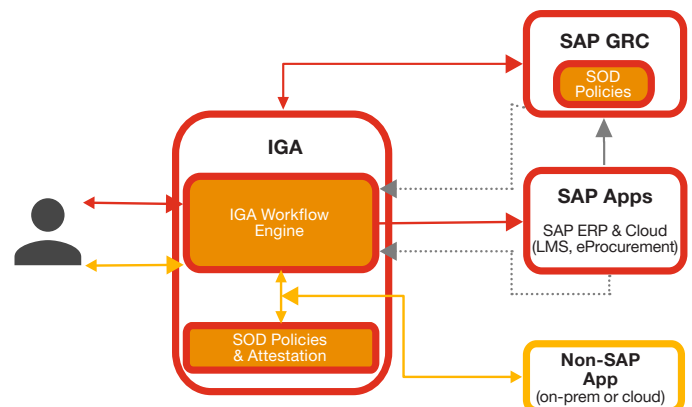 SAP GRC
SOD
Policies
IGA
IGA Workflow
Engine
SAP Apps
SAP ERP & Cloud
(LMS, eProcurement)
SOD Policies
& Attestation
Non-SAP
App
(on-prem or cloud)